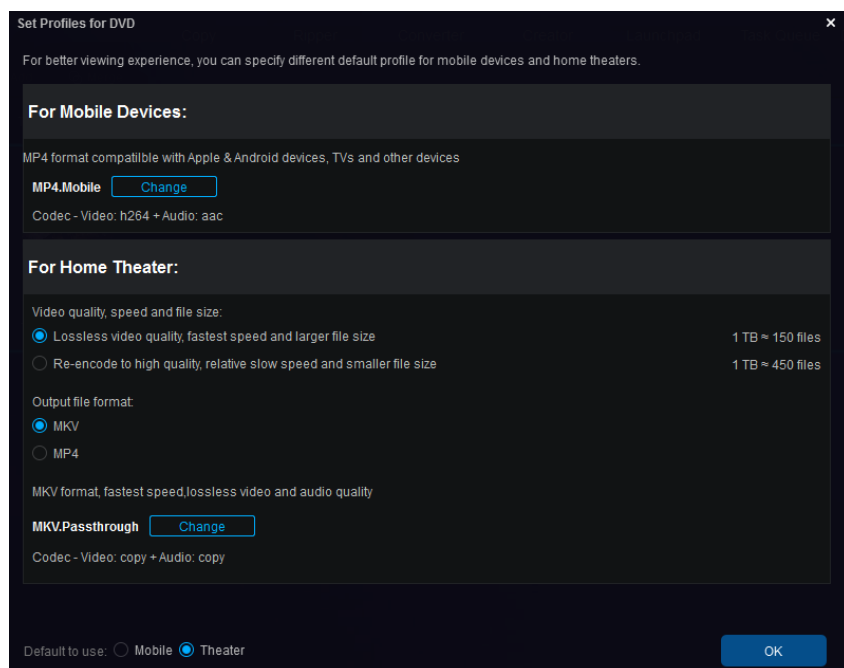 Set Profiles for DVD
×
For better viewing experience, you can specify different default profile for mobile devices and home theaters.
For Mobile Devices:
MP4 format compatilble with Apple & Android devices, TVs and other devices
MP4.Mobile Change
Codec - Video: h264 + Audio: aac
For Home Theater:
Video quality, speed and file size:
Lossless video quality, fastest speed and larger file size 1 TB ≈ 150 files
Re-encode to high quality, relative slow speed and smaller file size 1 TB ≈ 450 files
Output file format:
MKV
MP4
MKV format, fastest speed,lossless video and audio quality
MKV.Passthrough Change
Codec - Video: copy + Audio: copy
Default to use: Mobile Theater OK